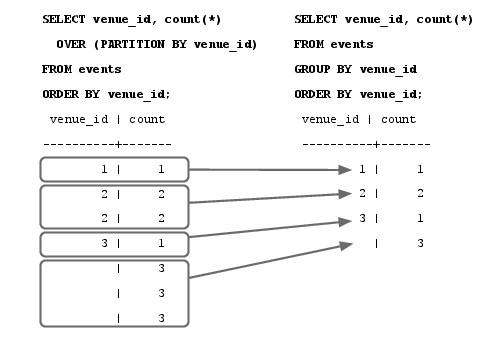 SELECT venue_id, count(*)
OVER (PARTITION BY venue_id)
FROM events
ORDER BY venue_id;
venue_id | count
----------+-------
1 | 1
2 | 2
2 | 2
3 | 1
| 3
| 3
| 3
SELECT venue_id, count(*)
FROM events
GROUP BY venue_id
ORDER BY venue_id;
venue_id | count
----------+-------
1 | 1
2 | 2
3 | 1
| 3